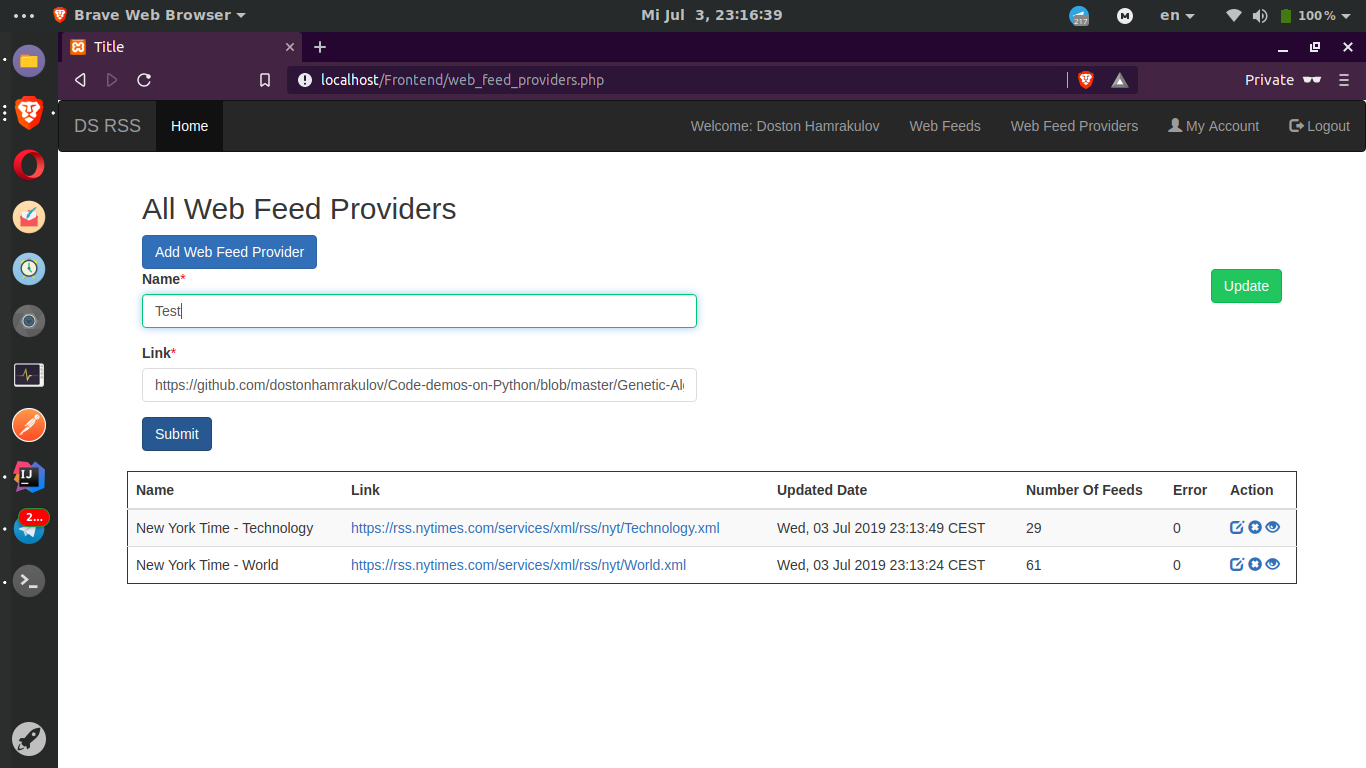 Brave Web Browser
Mi Jul 3, 23:16:39
217
M
en
100 %
Title
localhost/Frontend/web_feed_providers.php
Private
DS RSS
Home
Welcome: Doston Hamrakulov
Web Feeds
Web Feed Providers
My Account
Logout
All Web Feed Providers
Add Web Feed Provider
Name*
Update
Test
Link*
https://github.com/dostonhamrakulov/Code-demos-on-Python/blob/master/Genetic-Al
Submit
Name Link Updated Date Number Of Feeds Error Action
New York Time - Technology https://rss.nytimes.com/services/xml/rss/nyt/Technology.xml Wed, 03 Jul 2019 23:13:49 CEST 29 0
New York Time - World https://rss.nytimes.com/services/xml/rss/nyt/World.xml Wed, 03 Jul 2019 23:13:24 CEST 61 0
IJ
2...